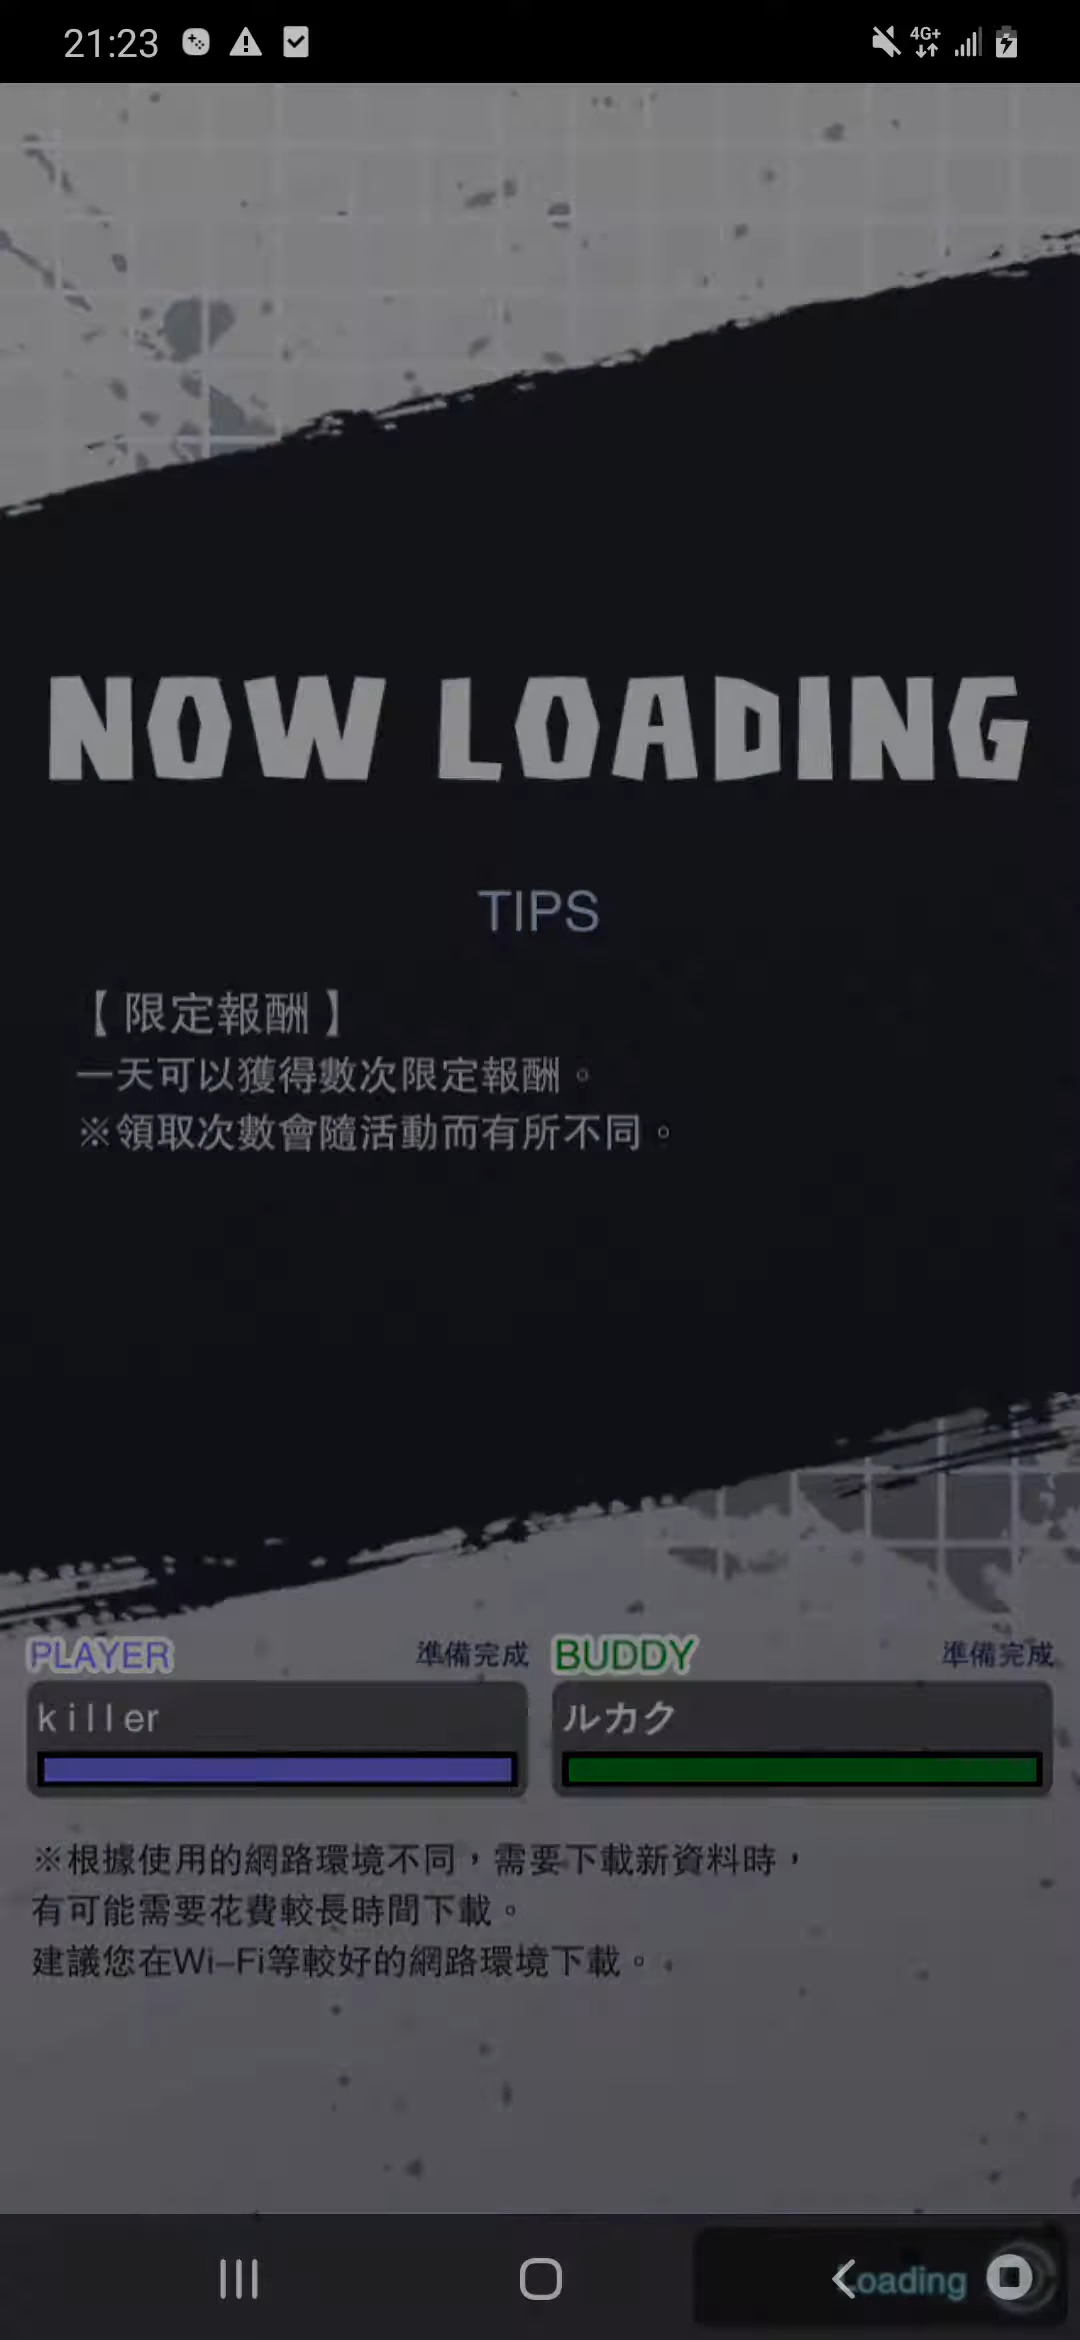 21:23
4G+
NOW LOADING
TIPS
【限定報酬】
一天可以獲得數次限定報酬。
※領取次數會隨活動而有所不同。
PLAYER 準備完成 BUDDY 準備完成
killer ルカク
※根據使用的網路環境不同，需要下載新資料時，
有可能需要花費較長時間下載。
建議您在Wi-Fi等較好的網路環境下載。
Loading